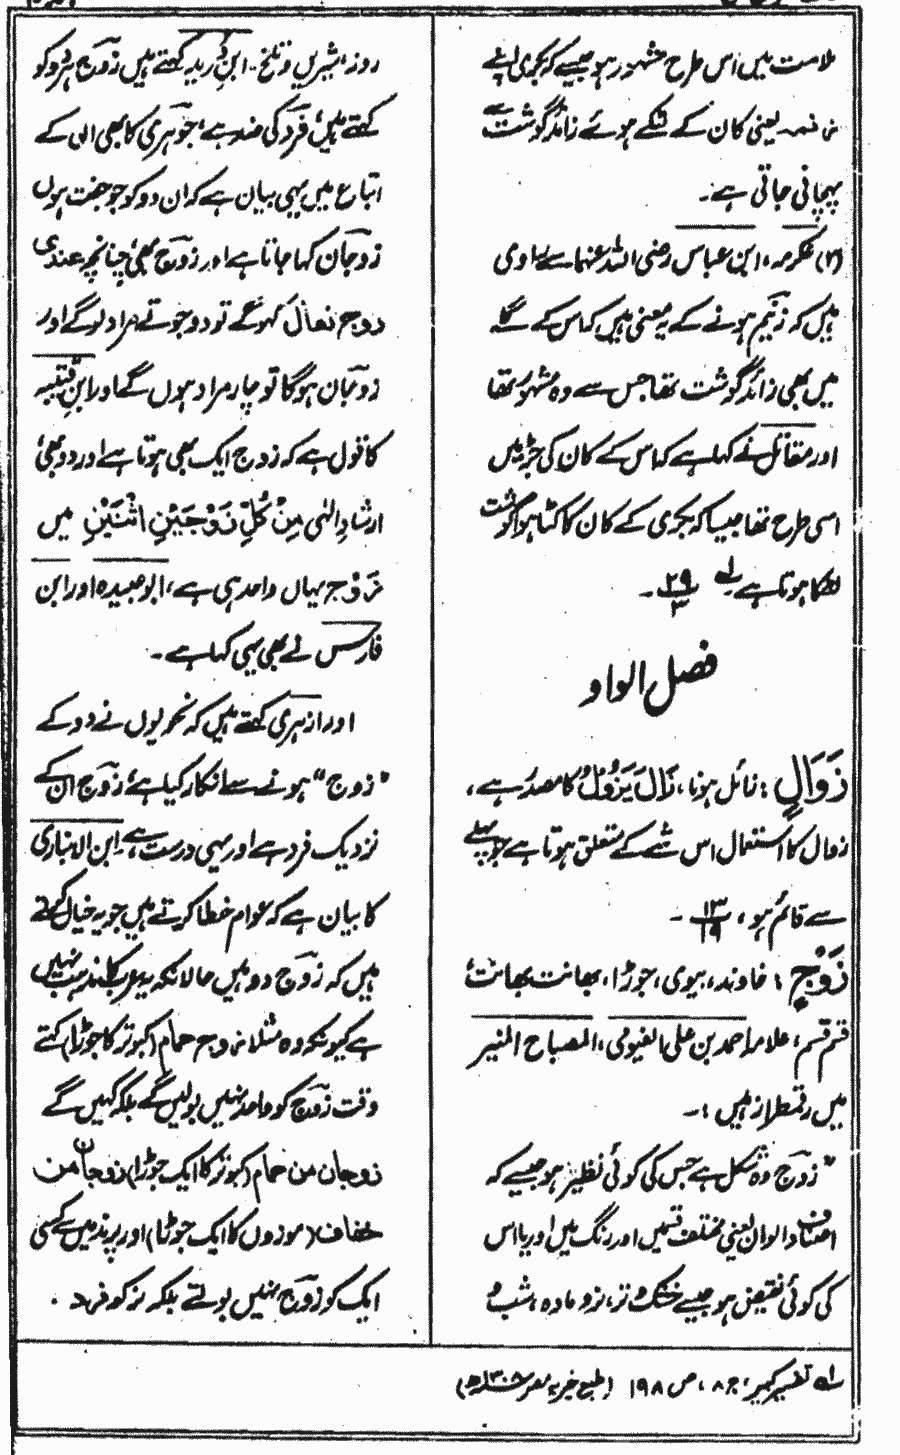 ملامت میں اس طرح مشہور ہو جیسے کہ بکری اپنے
زنمہ یعنی کان کے لٹکے ہوئے زائد گوشت سے
پہچانی جاتی ہے۔
(۲) عکرمہ، ابن عباس رضی اللہ عنہما سے راوی
ہیں کہ زنیم ہونے کے یہ معنی ہیں کہ اس کے گلے
میں بھی زائد گوشت تھا جس سے وہ مشہور تھا
اور مقاتل نے کہا ہے کہ اس کے کان کی جڑ میں
اسی طرح تھا جیسا کہ بکری کے کان کا کٹا ہوا گوشت
لٹکا ہوتا ہے لہ ۲۹/۳ ۔
فصل الواو
زَوَالٍ : زائل ہونا، زَالَ یَزُوْلُ کا مصدر ہے،
زوال کا استعمال اس شے کے متعلق ہوتا ہے جو پہلے
سے قائم ہو، ۱۳/۱۹ ۔
زَوْجٍ : خاوند، بیوی، جوڑا، بھانت بھانت
قسم قسم، علامہ احمد بن علی الفیومی، المصباح المنیر
میں رقمطراز ہیں :۔
"زوج وہ شکل ہے جس کی کوئی نظیر ہو جیسے کہ
اصناف و الوان یعنی مختلف قسمیں اور رنگ ہیں اور یا اس
کی کوئی نقیض ہو جیسے خشک و تر، نر و مادہ، شب و
روز، شیریں و تلخ۔ ابن درید کہتے ہیں زوج ہر دو کو
کہتے ہیں، فرد کی ضد ہے، جوہری کا بھی اسی کے
اتباع میں یہی بیان ہے کہ ان دو کو جو جفت ہوں
زوجان کہا جاتا ہے اور زوج بھی، چنانچہ عندی
زوج نعال کہو گے تو دو جوتے مراد لو گے اور
زوجان ہوگا تو چار مراد ہوں گے اور ابن قتیبہ
کا قول ہے کہ زوج ایک بھی ہوتا ہے اور دو بھی،
ارشادِ الٰہی مِنْ کُلٍّ زَوْجَیْنِ اثْنَیْنِ میں
زَوْج یہاں واحد ہی ہے، ابو عبیدہ اور ابن
فارس نے بھی یہی کہا ہے۔
اور ازہری کہتے ہیں کہ نحویوں نے دو کے
"زوج" ہونے سے انکار کیا ہے، زوج ان کے
نزدیک فرد ہے اور یہی درست ہے، ابن الانباری
کا بیان ہے کہ عوام خطا کرتے ہیں جو یہ خیال کرتے
ہیں کہ زوج دو ہیں حالانکہ یہ عرب کا مذہب نہیں
ہے کیونکہ وہ مثلا زوج حمام (کبوتر کا جوڑا) کہتے
وقت زوج کو واحد نہیں بولیں گے بلکہ کہیں گے
زوجان من حمام (کبوتر کا ایک جوڑا) زوجان من
خفاف (موزوں کا ایک جوڑا) اور پرند میں سے کسی
ایک کو زوج نہیں بولتے بلکہ نر کو فرد .
لہ تفسیر کبیر، ج ۸، ص ۱۹۸ (طبع خیریہ مصر ۱۳۰۸ھ)